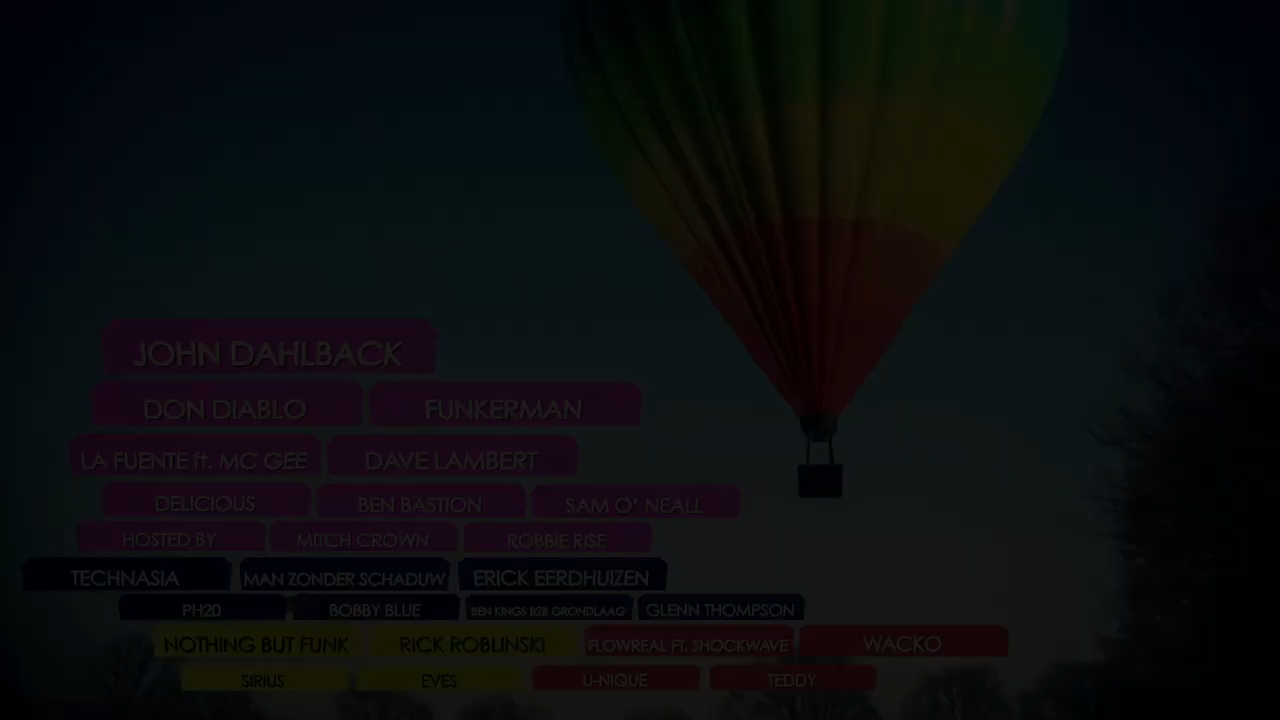 JOHN DAHLBACK
DON DIABLO FUNKERMAN
LA FUENTE ft. MC GEE DAVE LAMBERT
DELICIOUS BEN BASTION SAM O' NEALL
HOSTED BY MITCH CROWN ROBBIE RISE
TECHNASIA MAN ZONDER SCHADUW ERICK EERDHUIZEN
PH20 BOBBY BLUE BEN KINGS B2B GRONDLAAG GLENN THOMPSON
NOTHING BUT FUNK RICK ROBLINSKI FLOWREAL FT. SHOCKWAVE WACKO
SIRIUS EVES U-NIQUE TEDDY